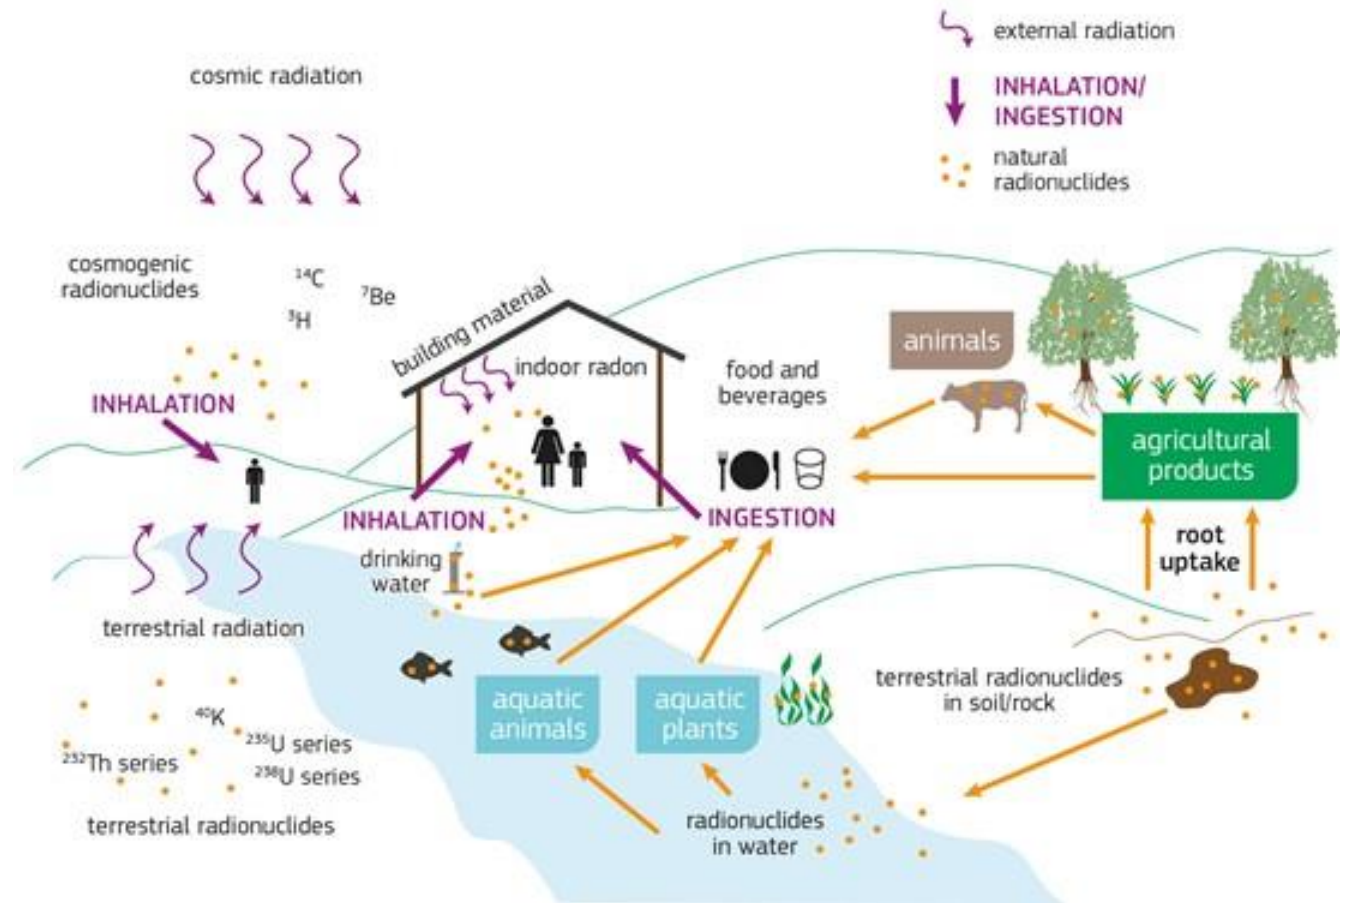 external radiation
INHALATION/
INGESTION
natural
radionuclides
cosmic radiation
cosmogenic
radionuclides
¹⁴C
⁷Be
³H
INHALATION
building material
indoor radon
food and
beverages
animals
agricultural
products
root
uptake
INHALATION
INGESTION
drinking
water
terrestrial radiation
aquatic
animals
aquatic
plants
terrestrial radionuclides
in soil/rock
⁴⁰K
²³⁵U series
²³²Th series
²³⁸U series
terrestrial radionuclides
radionuclides
in water